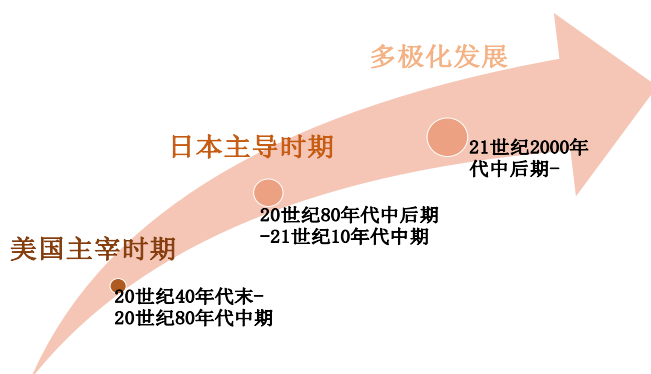 多极化发展
21世纪2000年
代中后期-
日本主导时期
20世纪80年代中后期
-21世纪10年代中期
美国主宰时期
20世纪40年代末-
20世纪80年代中期